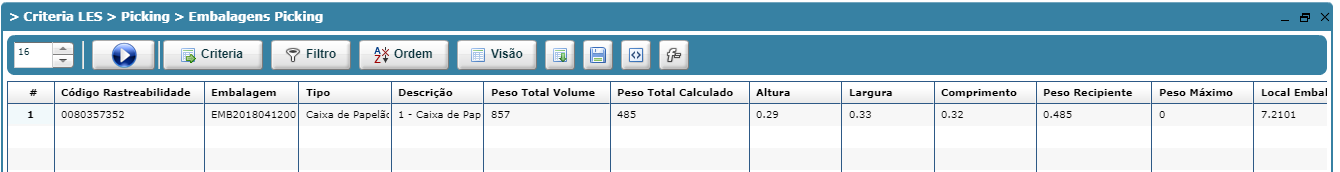 > Criteria LES > Picking > Embalagens Picking
16 Criteria Filtro Ordem Visão
# Código Rastreabilidade Embalagem Tipo Descrição Peso Total Volume Peso Total Calculado Altura Largura Comprimento Peso Recipiente Peso Máximo Local Embal
1 0080357352 EMB2018041200 Caixa de Papelão 1 - Caixa de Pap 857 485 0.29 0.33 0.32 0.485 0 7.2101